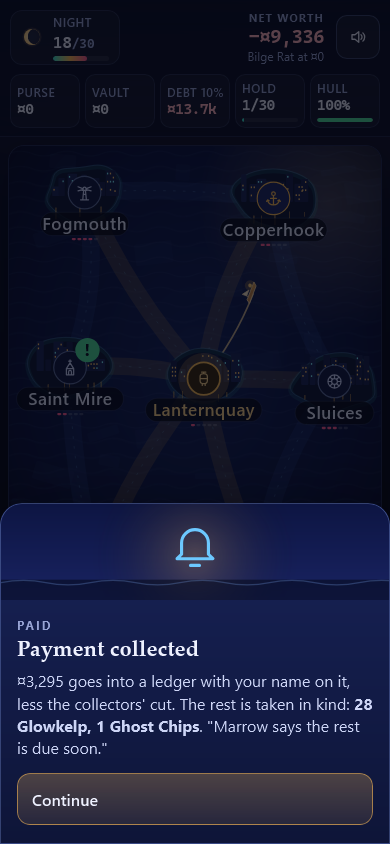 NIGHT
18/30
NET WORTH
−¤9,336
Bilge Rat at ¤0
PURSE
¤0
VAULT
¤0
DEBT 10%
¤13.7k
HOLD
1/30
HULL
100%
Fogmouth
Copperhook
!
Saint Mire
Lanternquay
Sluices
PAID
Payment collected
¤3,295 goes into a ledger with your name on it,
less the collectors' cut. The rest is taken in kind: 28
Glowkelp, 1 Ghost Chips. "Marrow says the rest
is due soon."
Continue